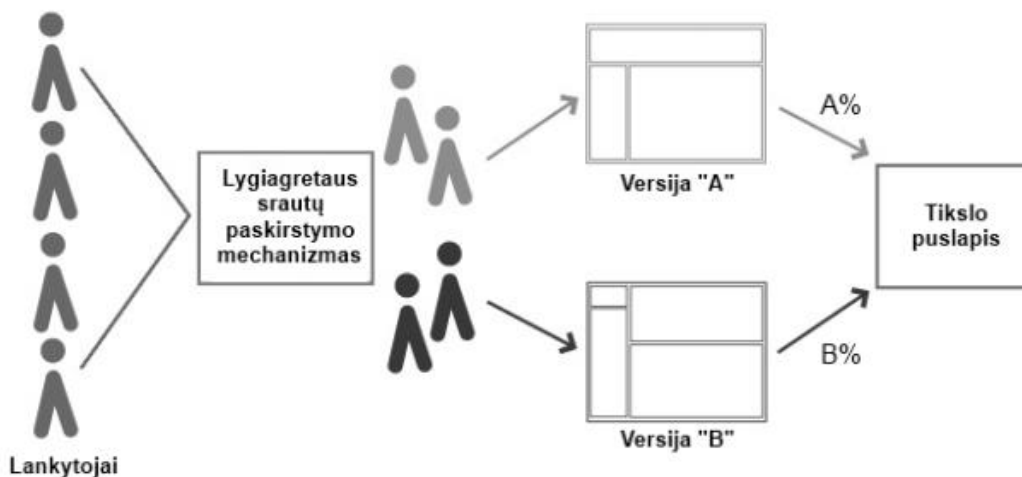 Lankytojai
Lygiagretaus
srautų
paskirstymo
mechanizmas
Versija "A"
Versija "B"
A%
B%
Tikslo
puslapis